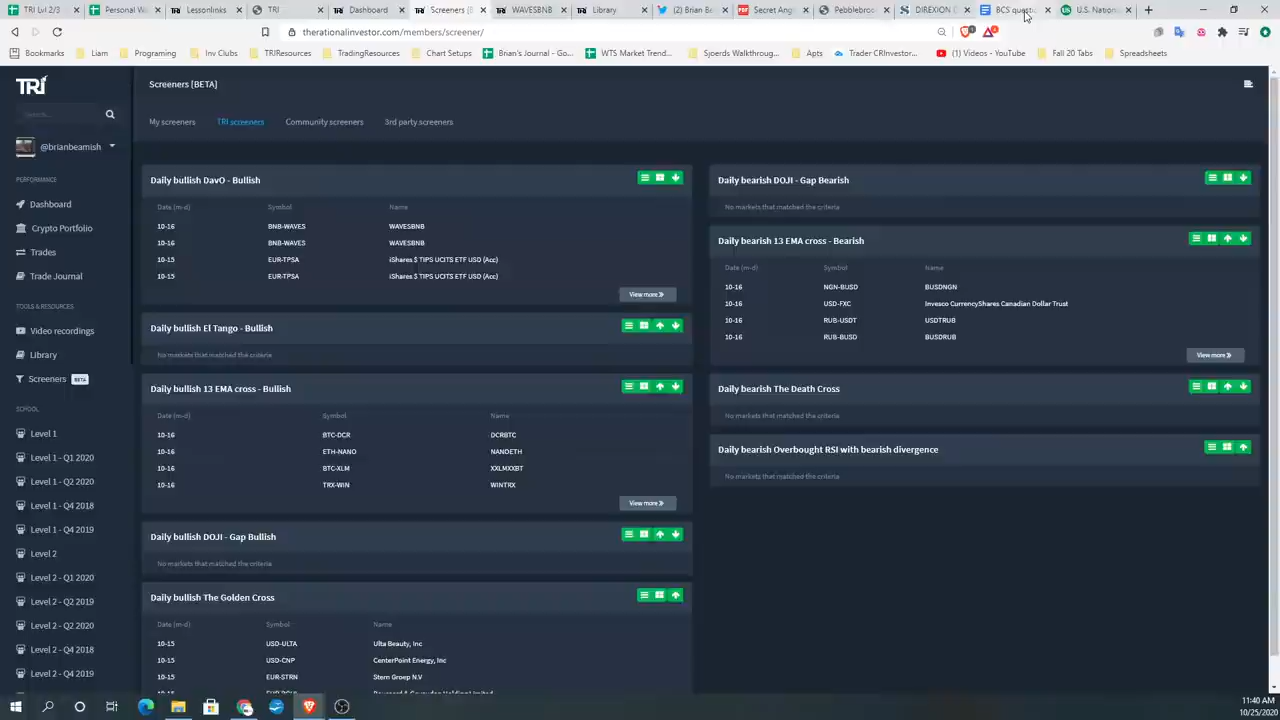 TRI Lvl 2/3
Lessonlinks
TRI
Dashboard
Screeners [B
WAVESBNB
Library
Brian Be
Secret Ang
Pebblebro
DIREXION
BCS questi
U.S. Nationa
therationalinvestor.com/members/screener/
Bookmarks
Liam
Programing
Inv Clubs
TRIResources
Chart Setups
Brian's Journal - Go...
WTS Market Trend...
Sperds Walkthroug...
Apts
Trader CRInvestor...
(1) Videos - YouTube
Fall 20 Tabs
Spreadsheets
TRI
Search...
@brianbeamish
PERFORMANCE
Dashboard
Crypto Portfolio
Trades
Trade Journal
TOOLS & RESOURCES
Video recordings
Library
Screeners BETA
SCHOOL
Level 1
Level 1 - Q1 2020
Level 1 - Q2 2020
Level 1 - Q4 2018
Level 1 - Q4 2019
Level 2
Level 2 - Q1 2020
Level 2 - Q2 2019
Level 2 - Q2 2020
Level 2 - Q4 2018
Level 2 - Q4 2019
Screeners [BETA]
My screeners
TRI screeners
Community screeners
3rd party screeners
Daily bullish DavO - Bullish
Date (m-d) Symbol Name
10-16 BNB-WAVES WAVESBNB
10-16 BNB-WAVES WAVESBNB
10-15 EUR-TPSA iShares $ TIPS UCITS ETF USD (Acc)
10-15 EUR-TPSA iShares $ TIPS UCITS ETF USD (Acc)
View more »
Daily bullish El Tango - Bullish
No markets that matched the criteria
Daily bullish 13 EMA cross - Bullish
Date (m-d) Symbol Name
10-16 BTC-DCR DCRBTC
10-16 ETH-NANO NANOETH
10-16 BTC-XLM XXLMXXBT
10-16 TRX-WIN WINTRX
View more »
Daily bullish DOJI - Gap Bullish
No markets that matched the criteria
Daily bullish The Golden Cross
Date (m-d) Symbol Name
10-15 USD-ULTA Ulta Beauty, Inc
10-15 USD-CNP CenterPoint Energy, Inc
10-15 EUR-STRN Stern Groep N.V
Daily bearish DOJI - Gap Bearish
No markets that matched the criteria
Daily bearish 13 EMA cross - Bearish
Date (m-d) Symbol Name
10-16 NGN-BUSD BUSDNGN
10-16 USD-FXC Invesco CurrencyShares Canadian Dollar Trust
10-16 RUB-USDT USDTRUB
10-16 RUB-BUSD BUSDRUB
View more »
Daily bearish The Death Cross
No markets that matched the criteria
Daily bearish Overbought RSI with bearish divergence
No markets that matched the criteria
11:40 AM
10/25/2020